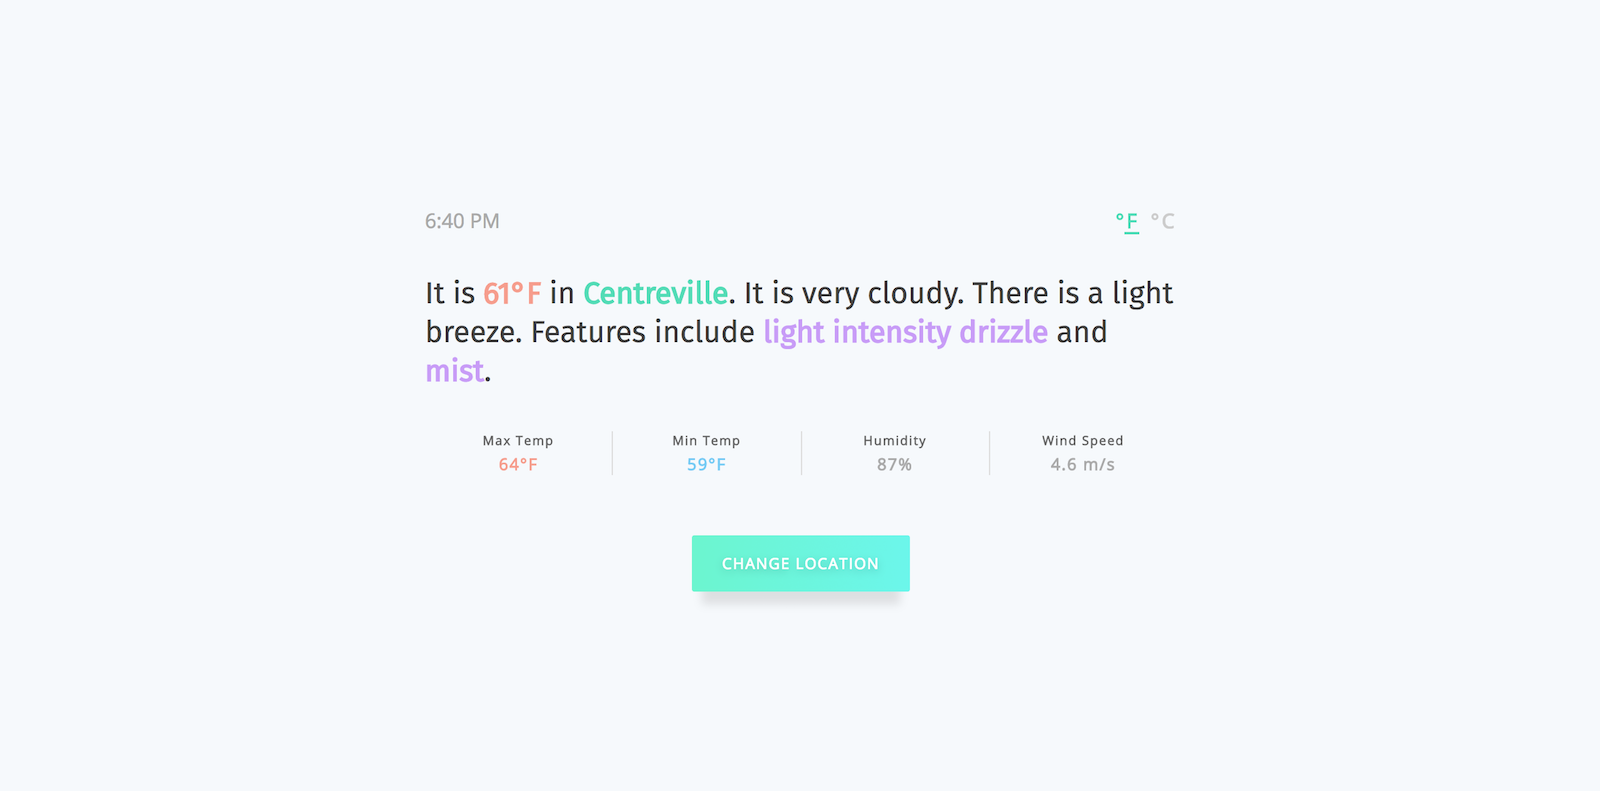 6:40 PM °F °C
It is 61°F in Centreville. It is very cloudy. There is a light
breeze. Features include light intensity drizzle and
mist.
Max Temp Min Temp Humidity Wind Speed
64°F 59°F 87% 4.6 m/s
CHANGE LOCATION